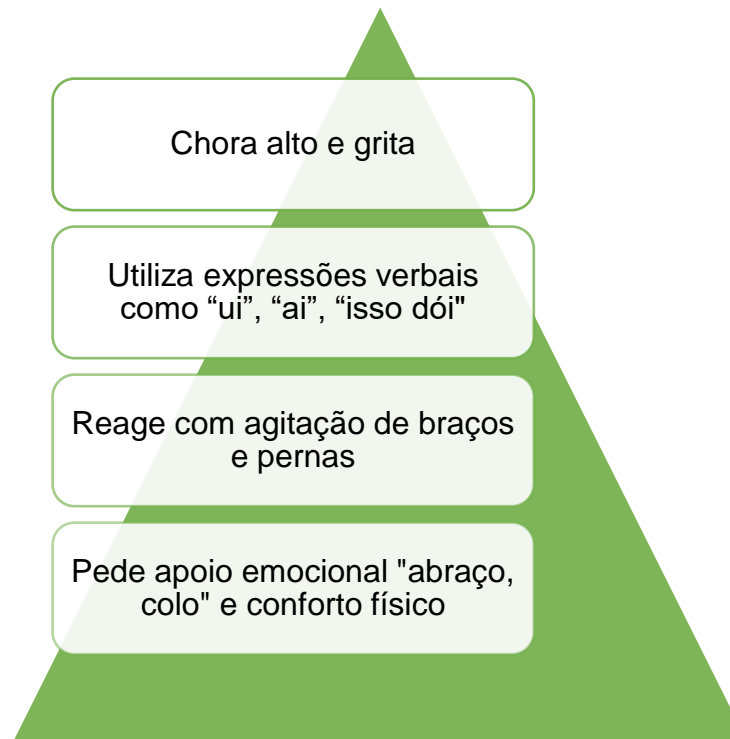 Chora alto e grita
Utiliza expressões verbais
como “ui”, “ai”, “isso dói"
Reage com agitação de braços
e pernas
Pede apoio emocional "abraço,
colo" e conforto físico